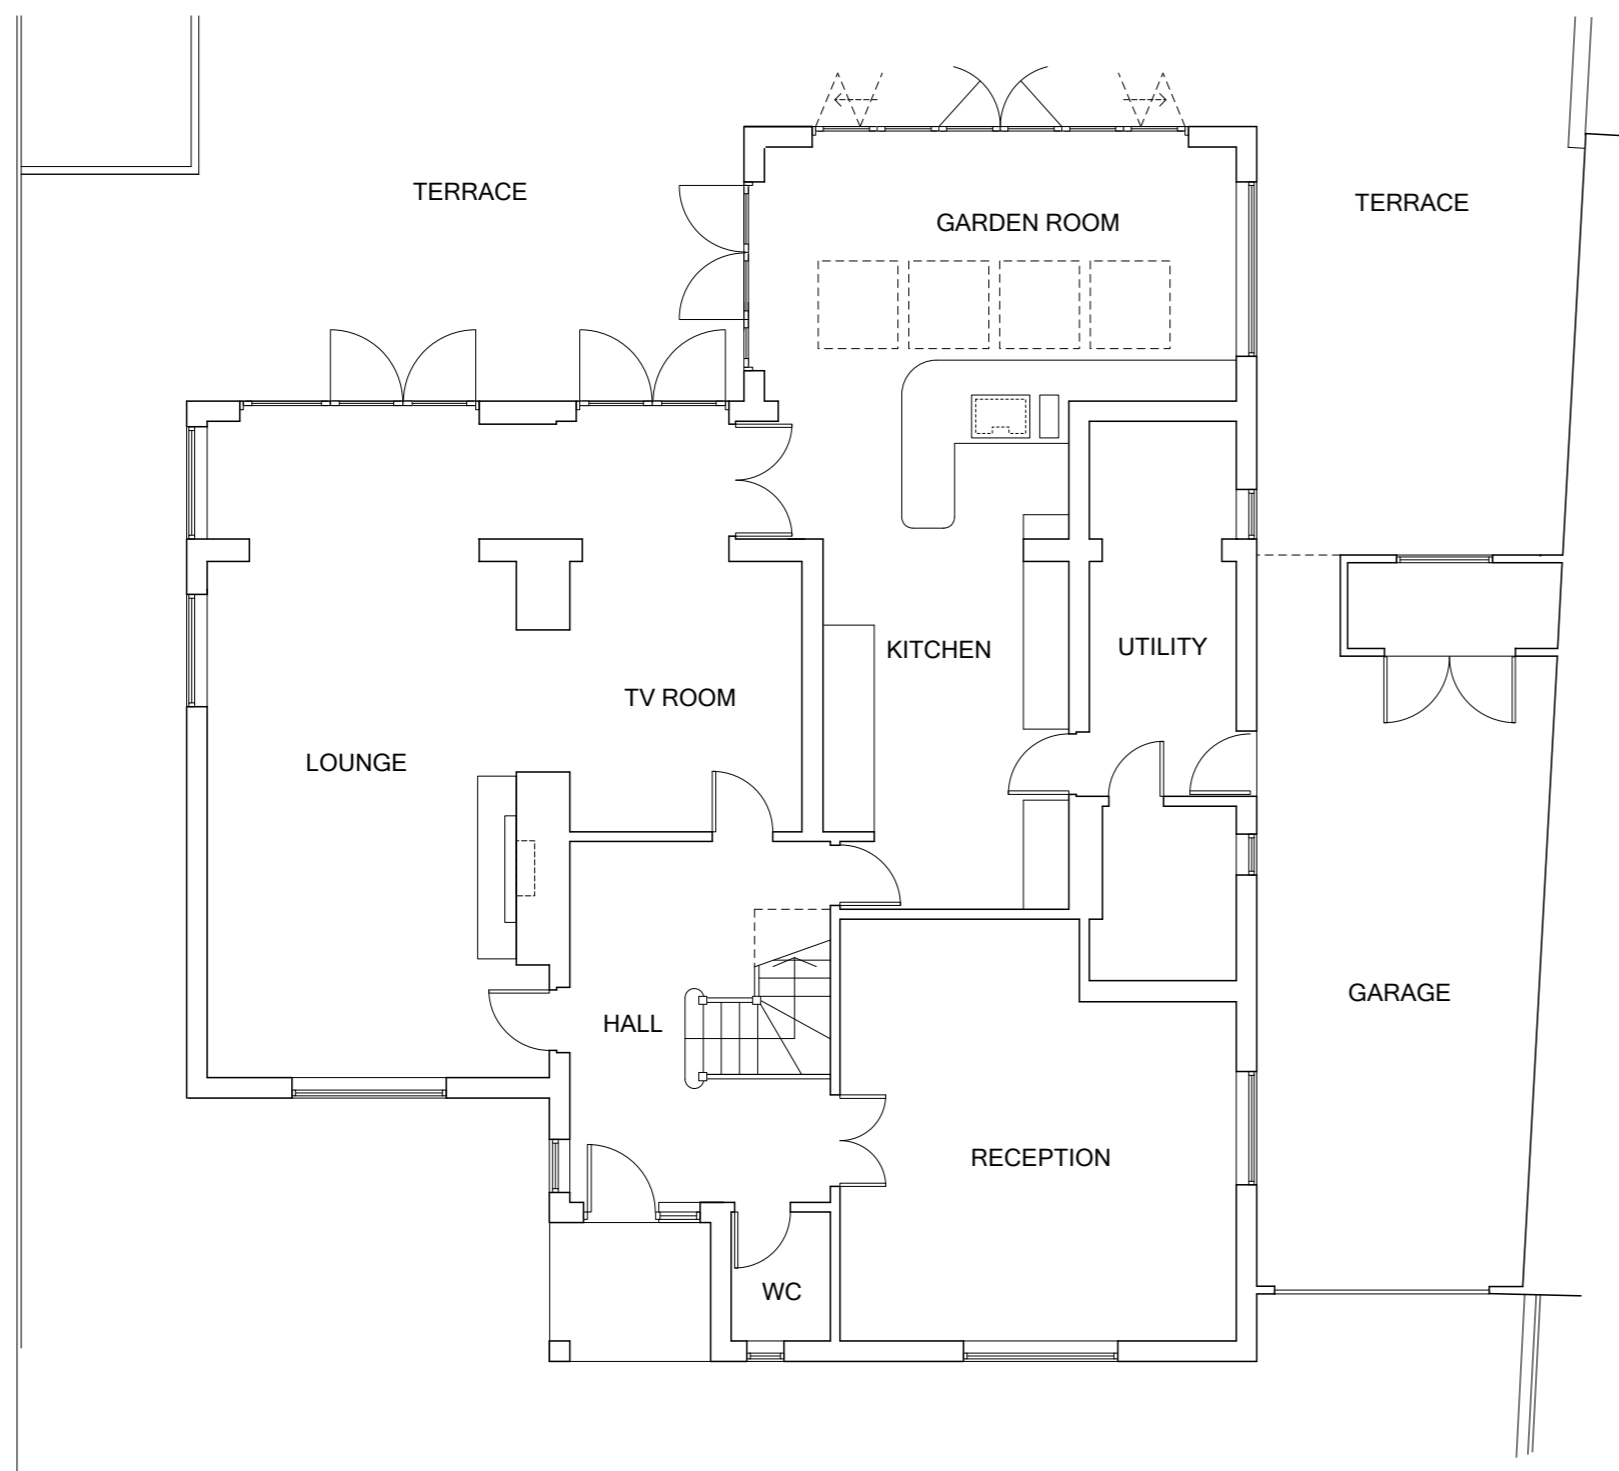 TERRACE
TERRACE
GARDEN ROOM
KITCHEN
UTILITY
TV ROOM
LOUNGE
GARAGE
HALL
RECEPTION
WC